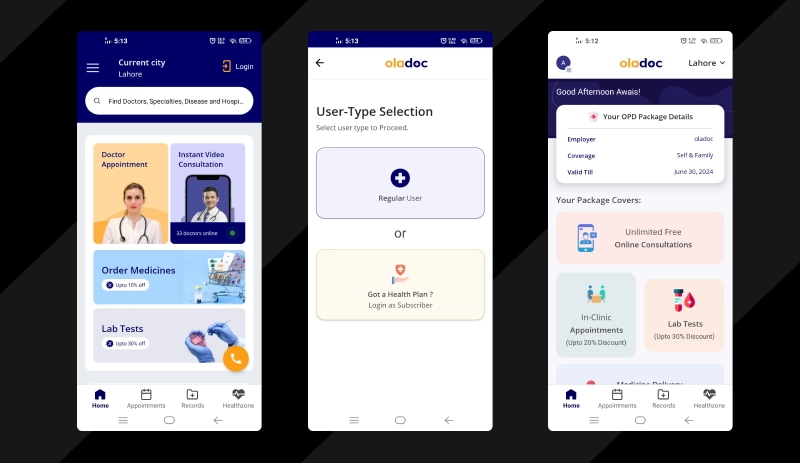 5:13
Current city
Lahore
Login
Find Doctors, Specialties, Disease and Hospi...
Doctor
Appointment
Instant Video
Consultation
33 doctors online
Order Medicines
Upto 10% off
Lab Tests
Upto 30% off
Home
Appointments
Records
Healthzone
5:13
oladoc
User-Type Selection
Select user type to Proceed.
Regular User
or
Got a Health Plan ?
Login as Subscriber
5:12
A
oladoc
Lahore
Good Afternoon Awais!
Your OPD Package Details
Employer oladoc
Coverage Self & Family
Valid Till June 30, 2024
Your Package Covers:
Unlimited Free
Online Consultations
In-Clinic
Appointments
(Upto 20% Discount)
Lab Tests
(Upto 30% Discount)
Medicine Delivery
Home
Appointments
Records
Healthzone